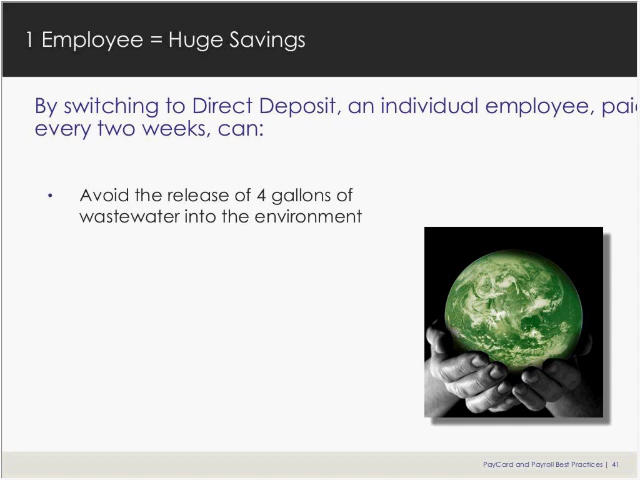 1 Employee = Huge Savings
By switching to Direct Deposit, an individual employee,
every two weeks, can:
• Avoid the release of 4 gallons of
wastewater into the environment
PayCard and Payroll Best Practices | 41